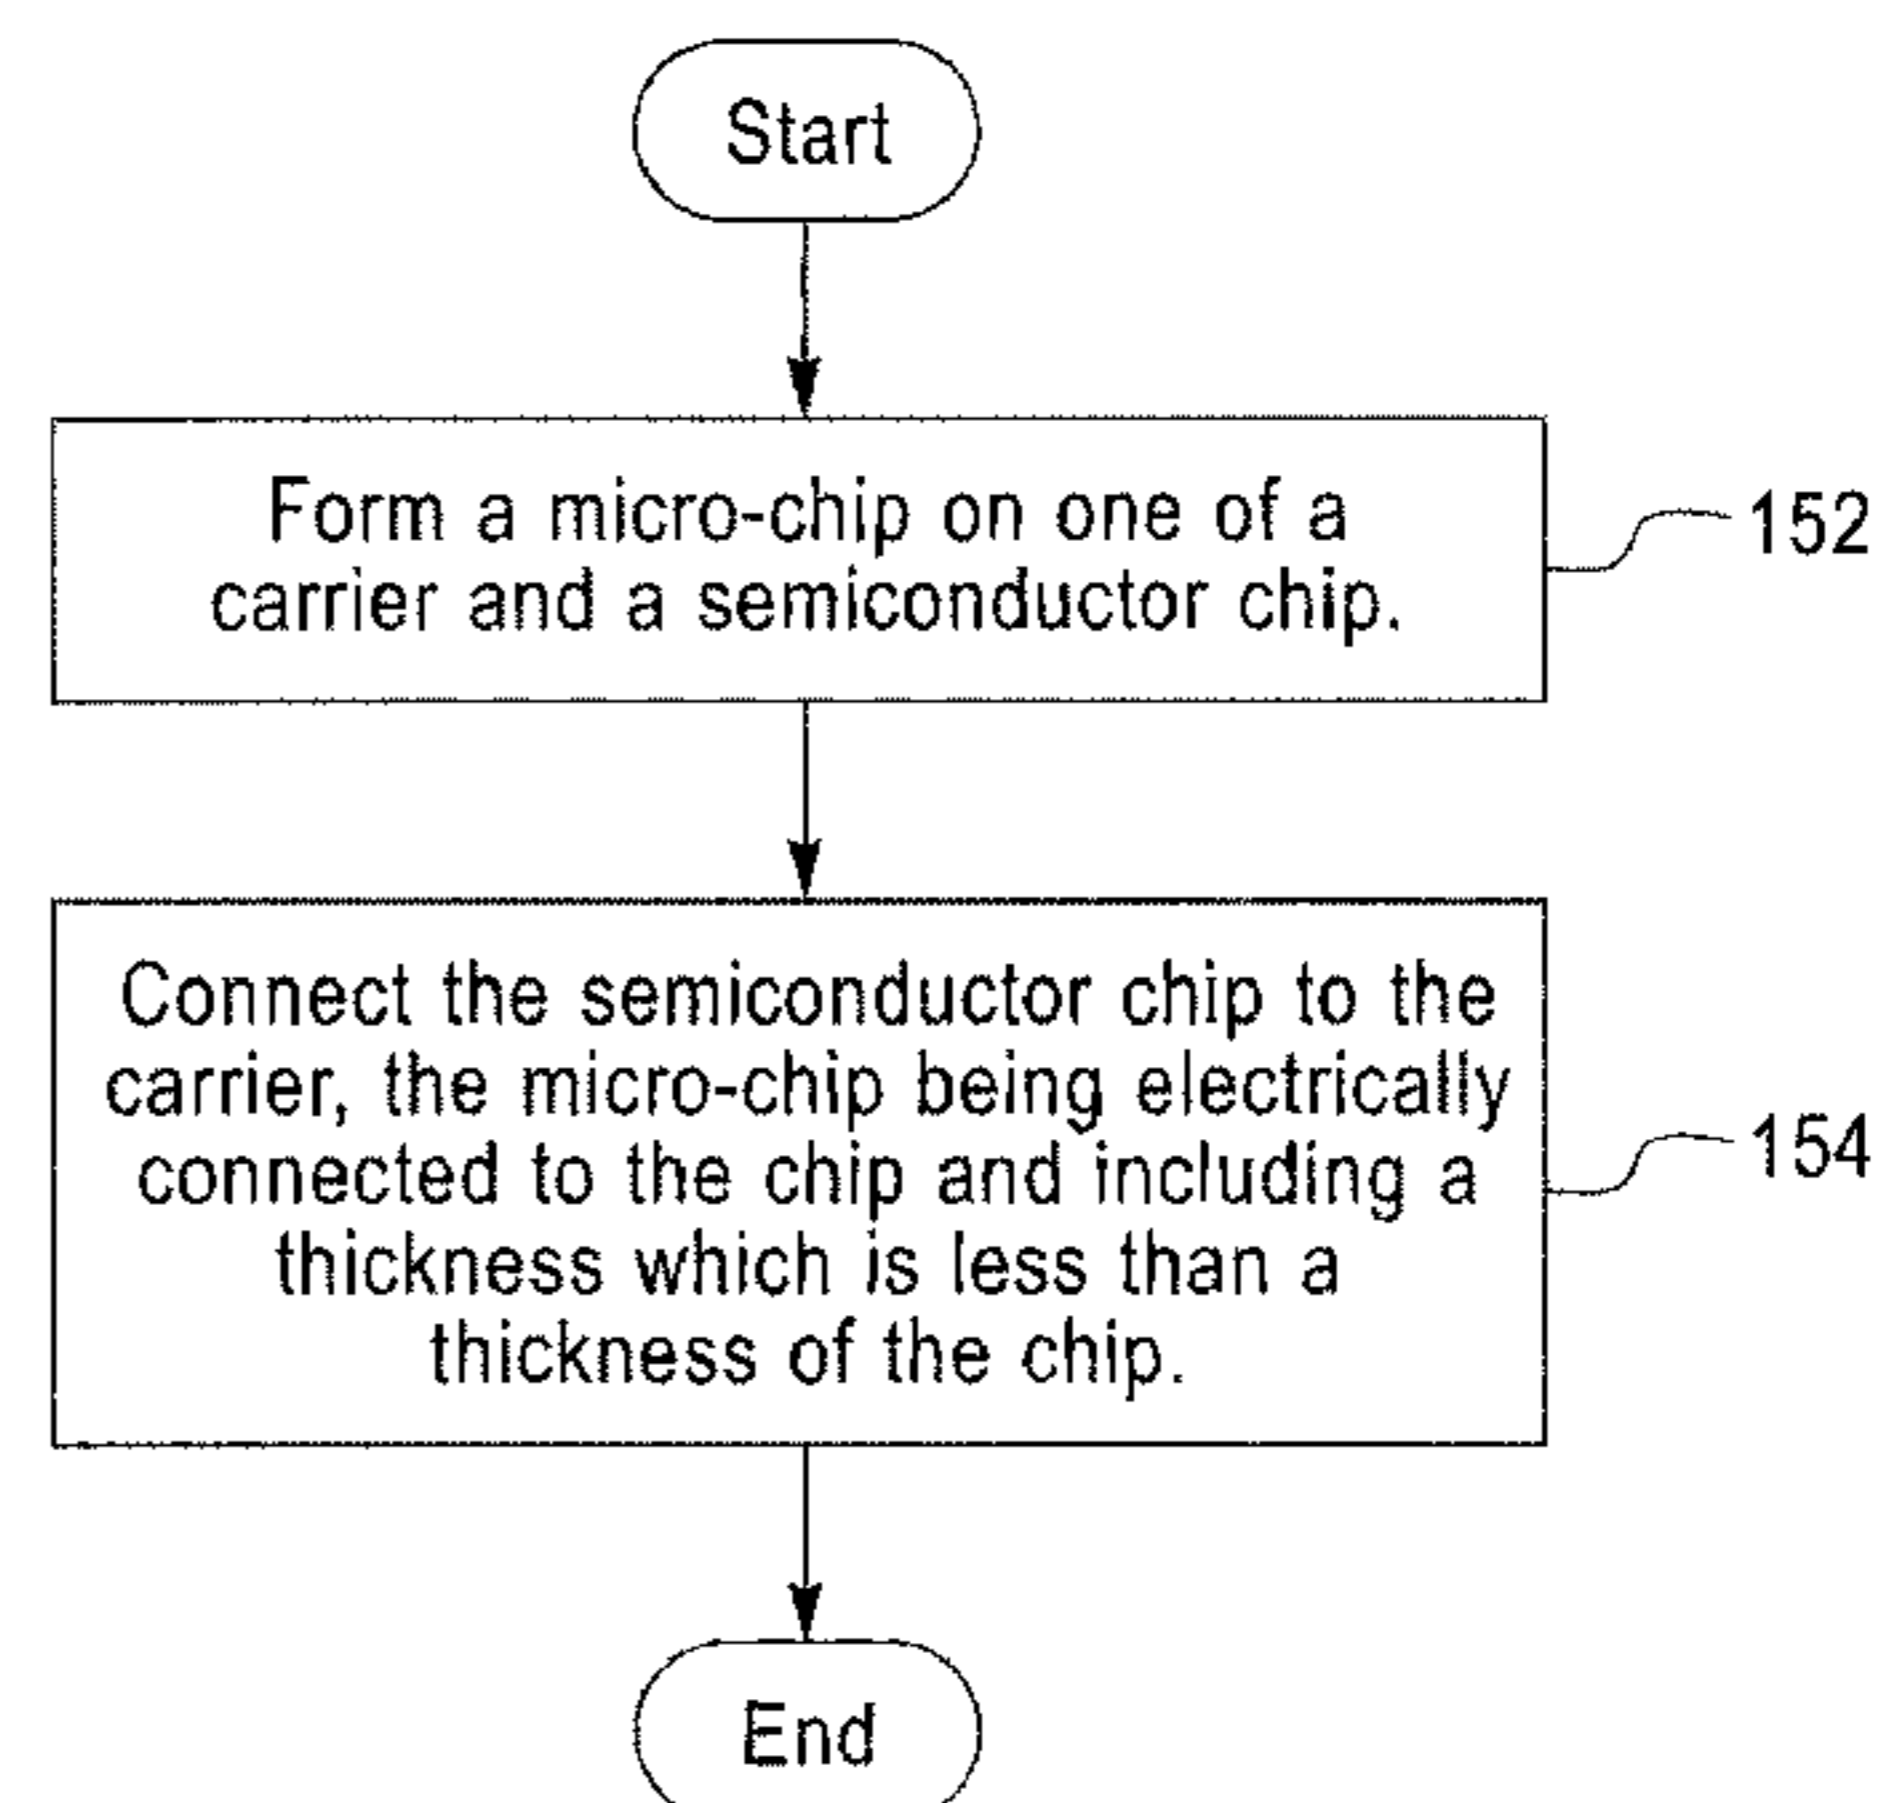 Start
Form a micro-chip on one of a
carrier and a semiconductor chip.
152
Connect the semiconductor chip to the
carrier, the micro-chip being electrically
connected to the chip and including a
thickness which is less than a
thickness of the chip.
154
End